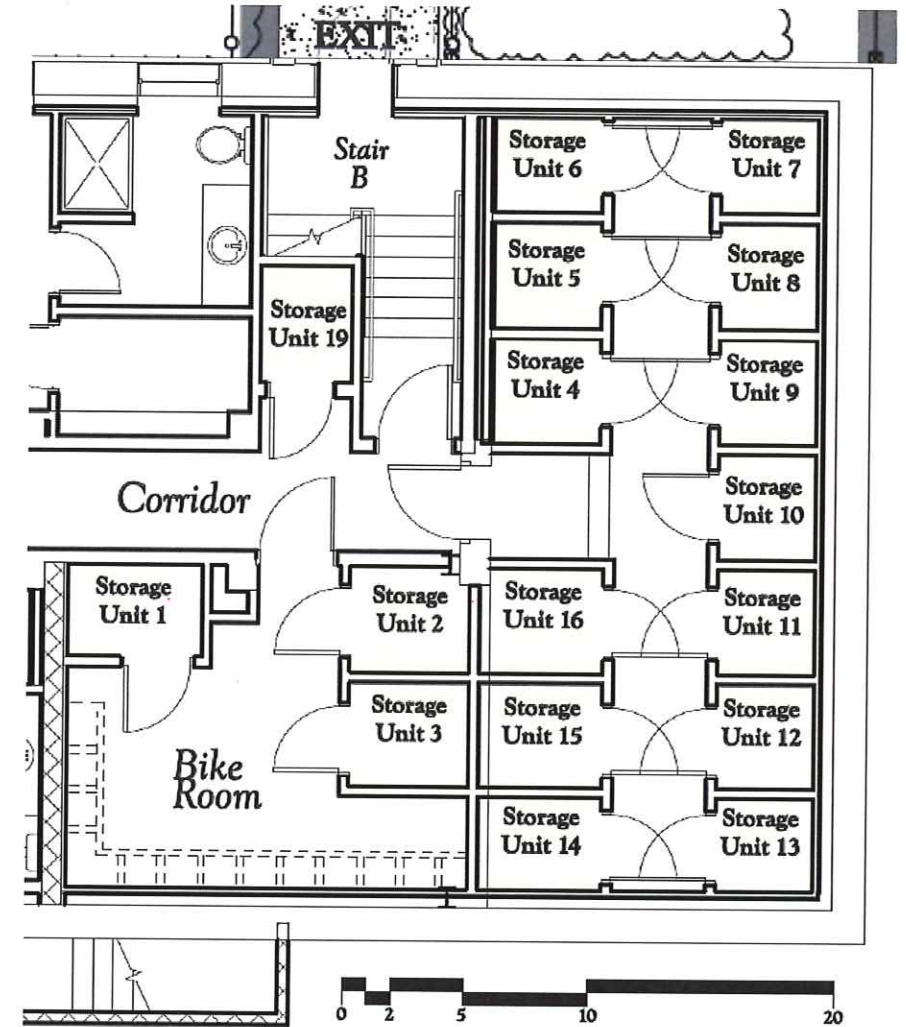 EXIT
Stair
B
Storage
Unit 6
Storage
Unit 7
Storage
Unit 5
Storage
Unit 8
Storage
Unit 19
Storage
Unit 4
Storage
Unit 9
Corridor
Storage
Unit 10
Storage
Unit 1
Storage
Unit 2
Storage
Unit 16
Storage
Unit 11
Storage
Unit 3
Storage
Unit 15
Storage
Unit 12
Bike
Room
Storage
Unit 14
Storage
Unit 13
0 2 5 10 20